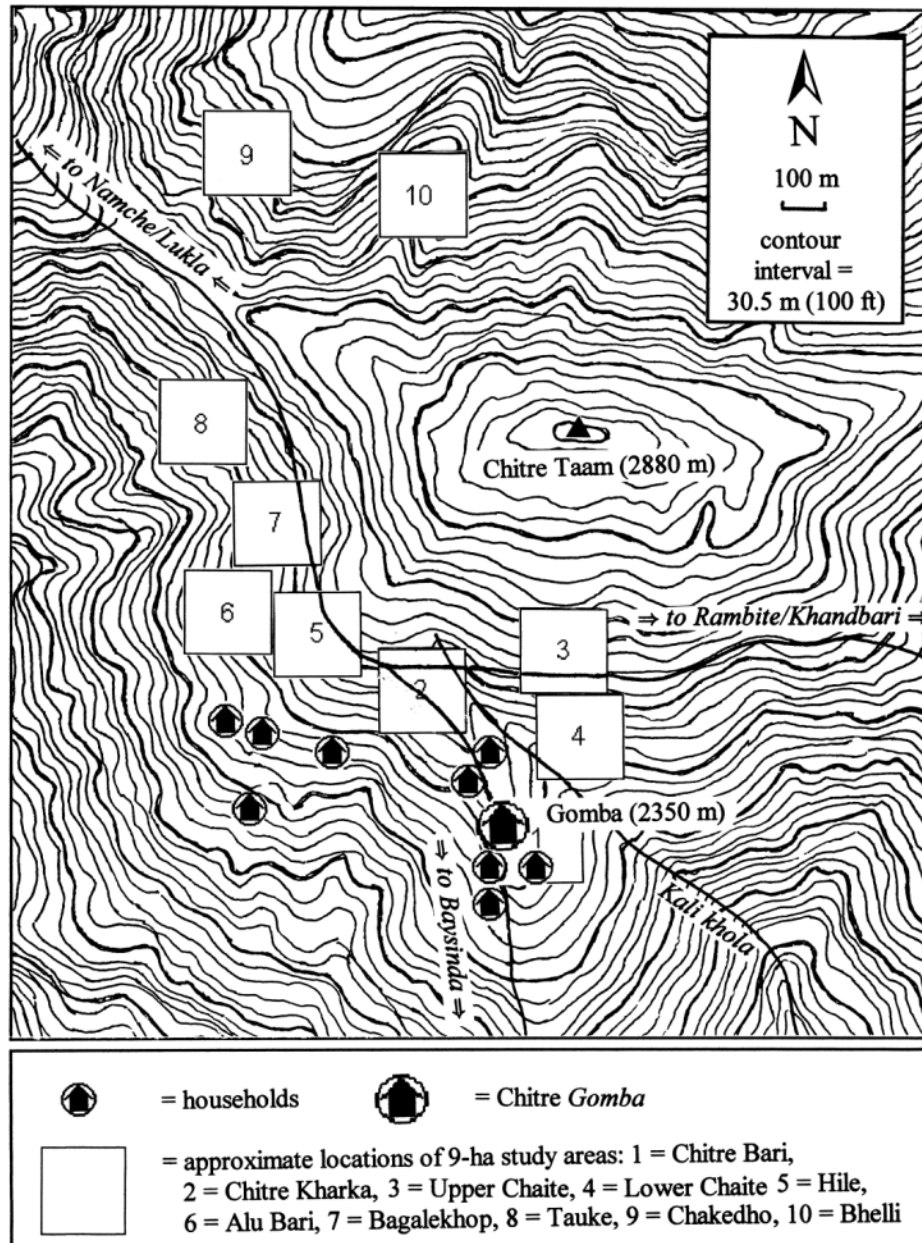 N
100 m
contour
interval =
30.5 m (100 ft)
9
10
⇐ to Namche/Lukla ⇐
8
Chitre Taam (2880 m)
7
6
5
⇒ to Rambite/Khandbari ⇒
3
2
4
Gomba (2350 m)
1
⇒ to Baysinda ⇒
Kali khola
= households
= Chitre Gomba
= approximate locations of 9-ha study areas: 1 = Chitre Bari,
2 = Chitre Kharka, 3 = Upper Chaite, 4 = Lower Chaite 5 = Hile,
6 = Alu Bari, 7 = Bagalekhop, 8 = Tauke, 9 = Chakedho, 10 = Bhelli